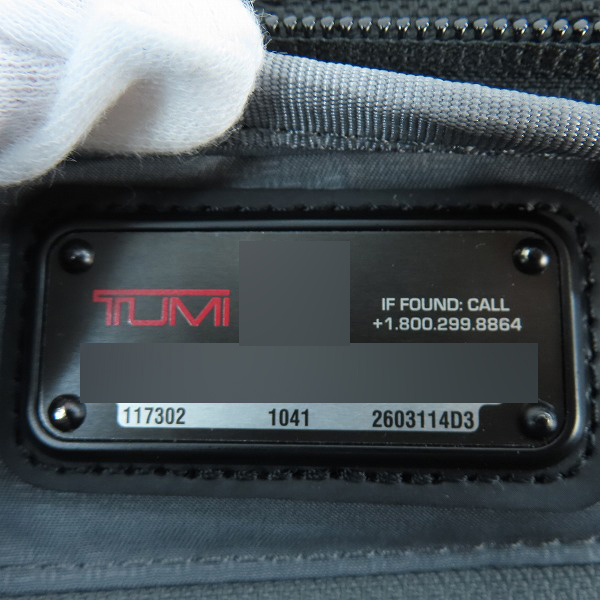 TUMI
IF FOUND: CALL
+1.800.299.8864
117302 1041 2603114D3